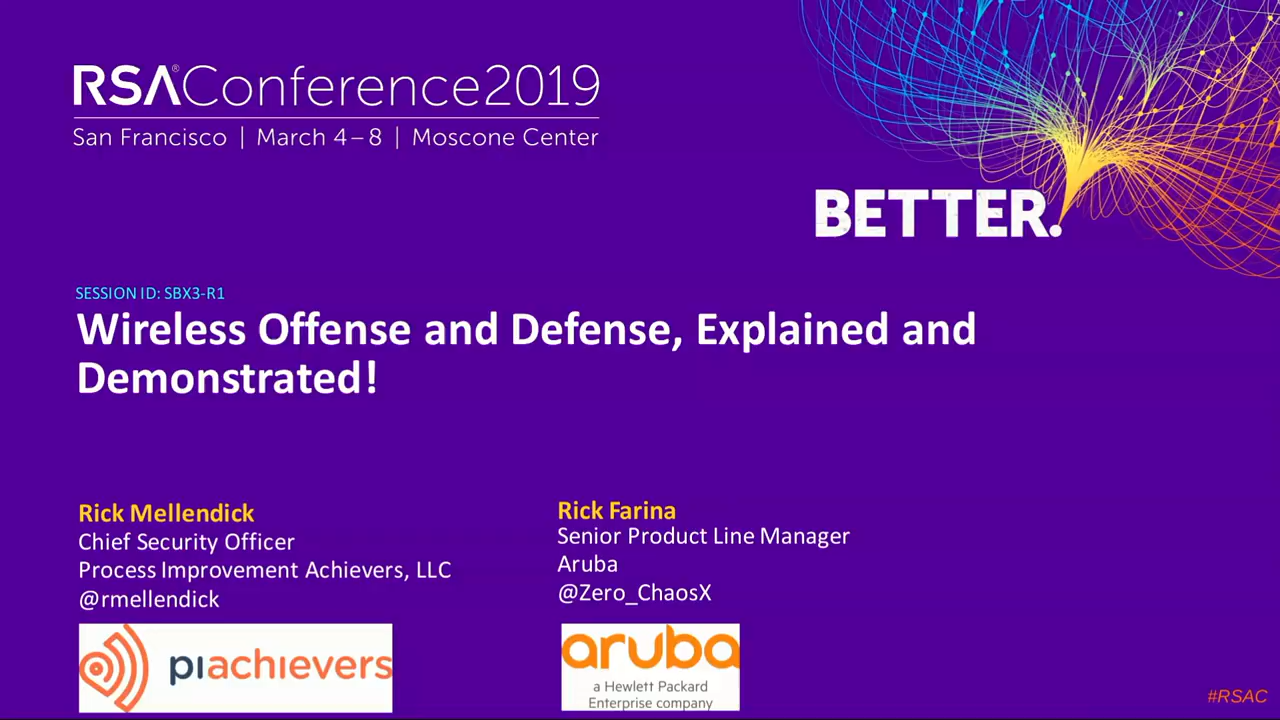 RSA®Conference2019
San Francisco | March 4–8 | Moscone Center
BETTER.
SESSION ID: SBX3-R1
Wireless Offense and Defense, Explained and
Demonstrated!
Rick Mellendick
Chief Security Officer
Process Improvement Achievers, LLC
@rmellendick
piachievers
Rick Farina
Senior Product Line Manager
Aruba
@Zero_ChaosX
aruba
a Hewlett Packard
Enterprise company
#RSAC